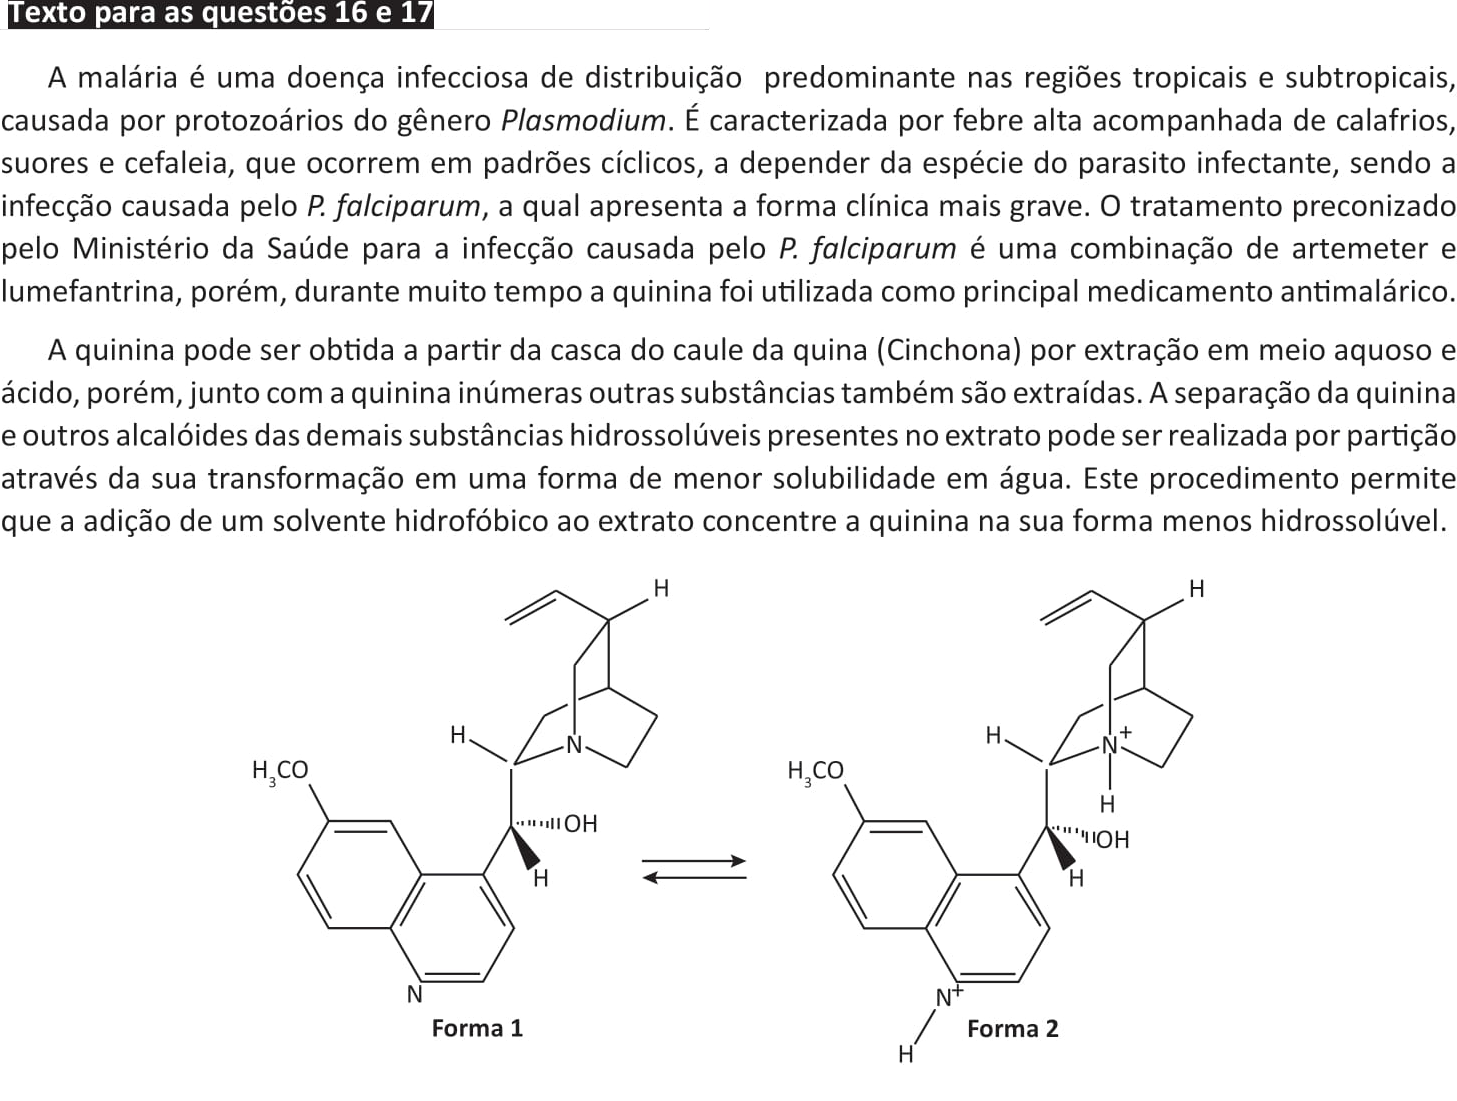 Texto para as questões 16 e 17
A malária é uma doença infecciosa de distribuição predominante nas regiões tropicais e subtropicais,
causada por protozoários do gênero Plasmodium. É caracterizada por febre alta acompanhada de calafrios,
suores e cefaleia, que ocorrem em padrões cíclicos, a depender da espécie do parasito infectante, sendo a
infecção causada pelo P. falciparum, a qual apresenta a forma clínica mais grave. O tratamento preconizado
pelo Ministério da Saúde para a infecção causada pelo P. falciparum é uma combinação de artemeter e
lumefantrina, porém, durante muito tempo a quinina foi utilizada como principal medicamento antimalárico.
A quinina pode ser obtida a partir da casca do caule da quina (Cinchona) por extração em meio aquoso e
ácido, porém, junto com a quinina inúmeras outras substâncias também são extraídas. A separação da quinina
e outros alcalóides das demais substâncias hidrossolúveis presentes no extrato pode ser realizada por partição
através da sua transformação em uma forma de menor solubilidade em água. Este procedimento permite
que a adição de um solvente hidrofóbico ao extrato concentre a quinina na sua forma menos hidrossolúvel.
H H
H N H N+
H₃CO H₃CO
H
OH OH
H H
N N+
Forma 1 Forma 2
H